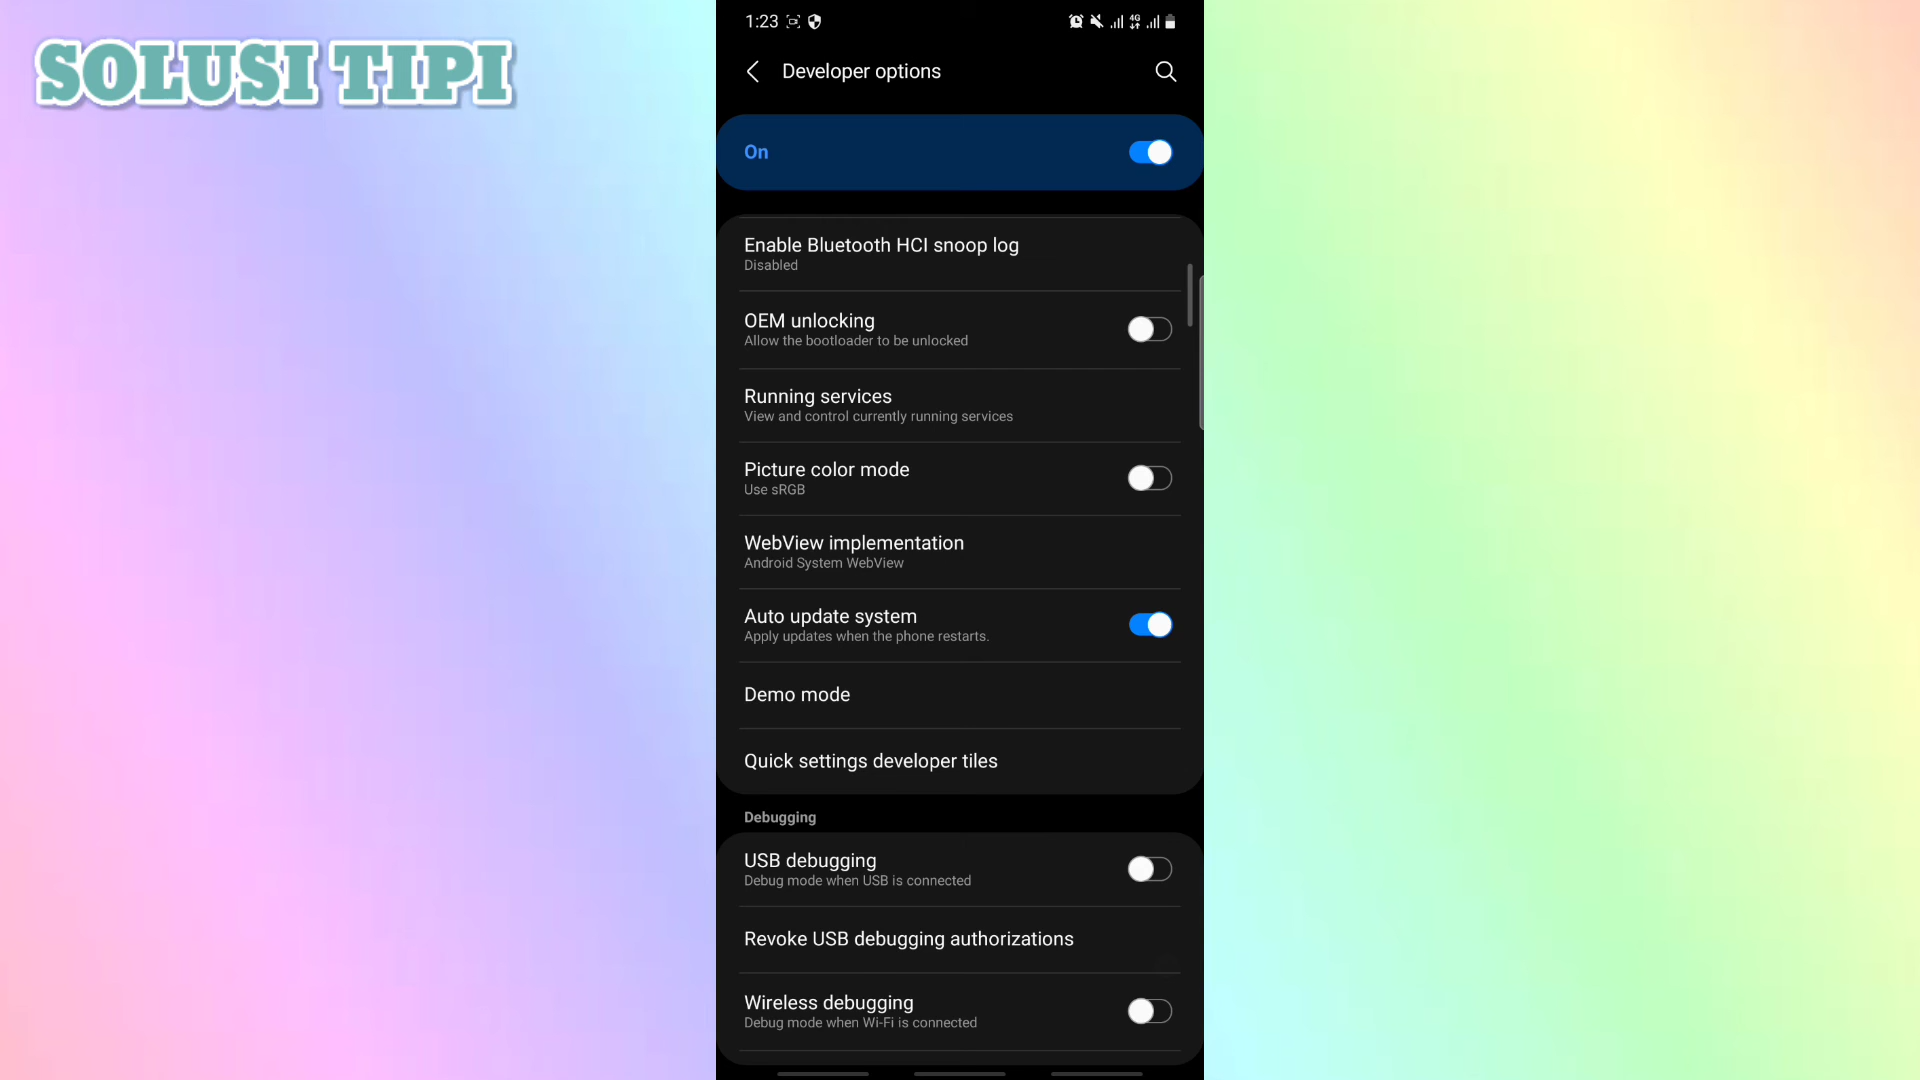 SOLUSI TIPI
1:23
4G
Developer options
On
Enable Bluetooth HCI snoop log
Disabled
OEM unlocking
Allow the bootloader to be unlocked
Running services
View and control currently running services
Picture color mode
Use sRGB
WebView implementation
Android System WebView
Auto update system
Apply updates when the phone restarts.
Demo mode
Quick settings developer tiles
Debugging
USB debugging
Debug mode when USB is connected
Revoke USB debugging authorizations
Wireless debugging
Debug mode when Wi-Fi is connected